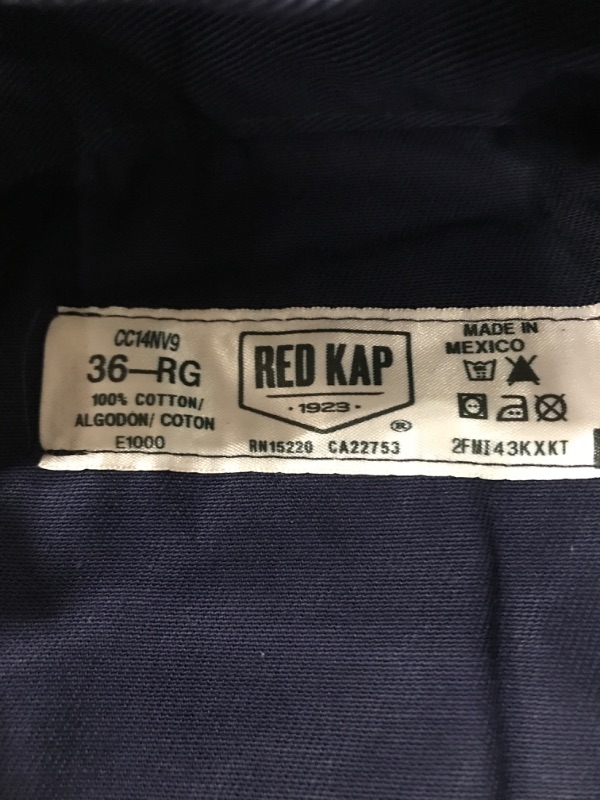 CC14NV9
36-RG
100% COTTON/
ALGODON/ COTON
E1000
RED KAP
·1923·
®
RN15220 CA22753
MADE IN
MEXICO
2FMI43KXKT